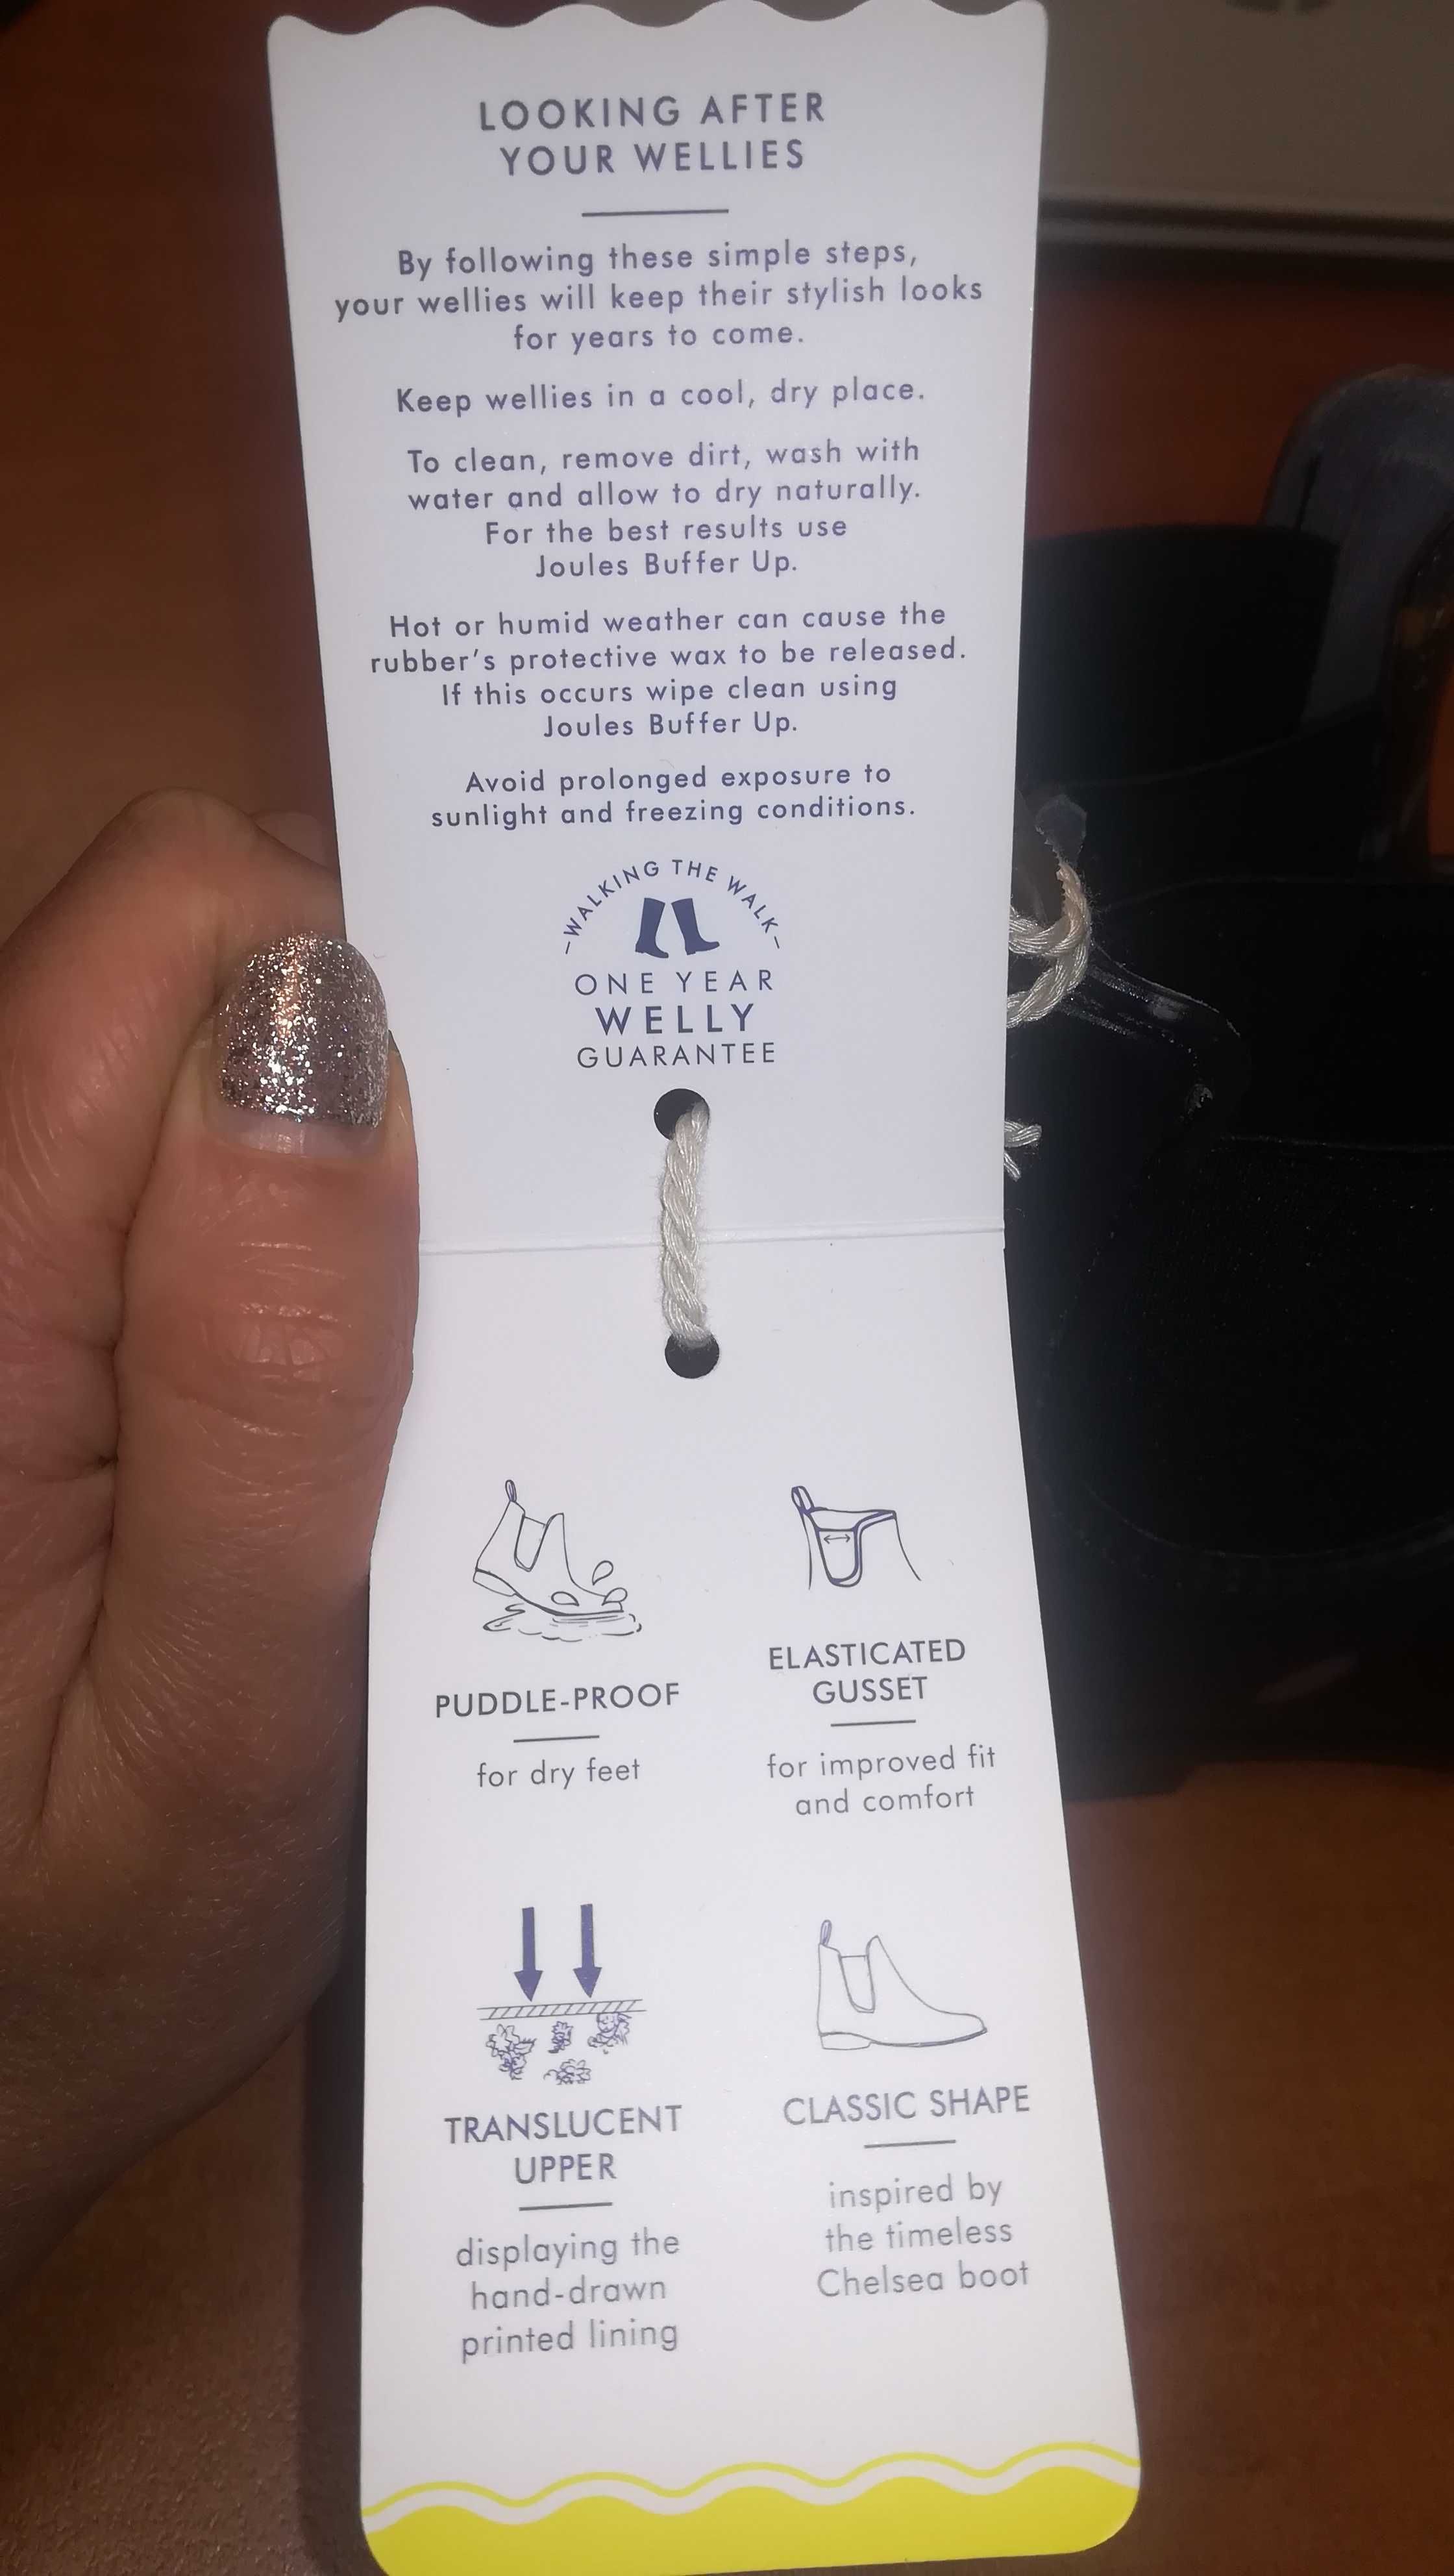 LOOKING AFTER
YOUR WELLIES
By following these simple steps,
your wellies will keep their stylish looks
for years to come.
Keep wellies in a cool, dry place.
To clean, remove dirt, wash with
water and allow to dry naturally.
For the best results use
Joules Buffer Up.
Hot or humid weather can cause the
rubber's protective wax to be released.
If this occurs wipe clean using
Joules Buffer Up.
Avoid prolonged exposure to
sunlight and freezing conditions.
-WALKING THE WALK-
ONE YEAR
WELLY
GUARANTEE
PUDDLE-PROOF
for dry feet
ELASTICATED
GUSSET
for improved fit
and comfort
TRANSLUCENT
UPPER
displaying the
hand-drawn
printed lining
CLASSIC SHAPE
inspired by
the timeless
Chelsea boot